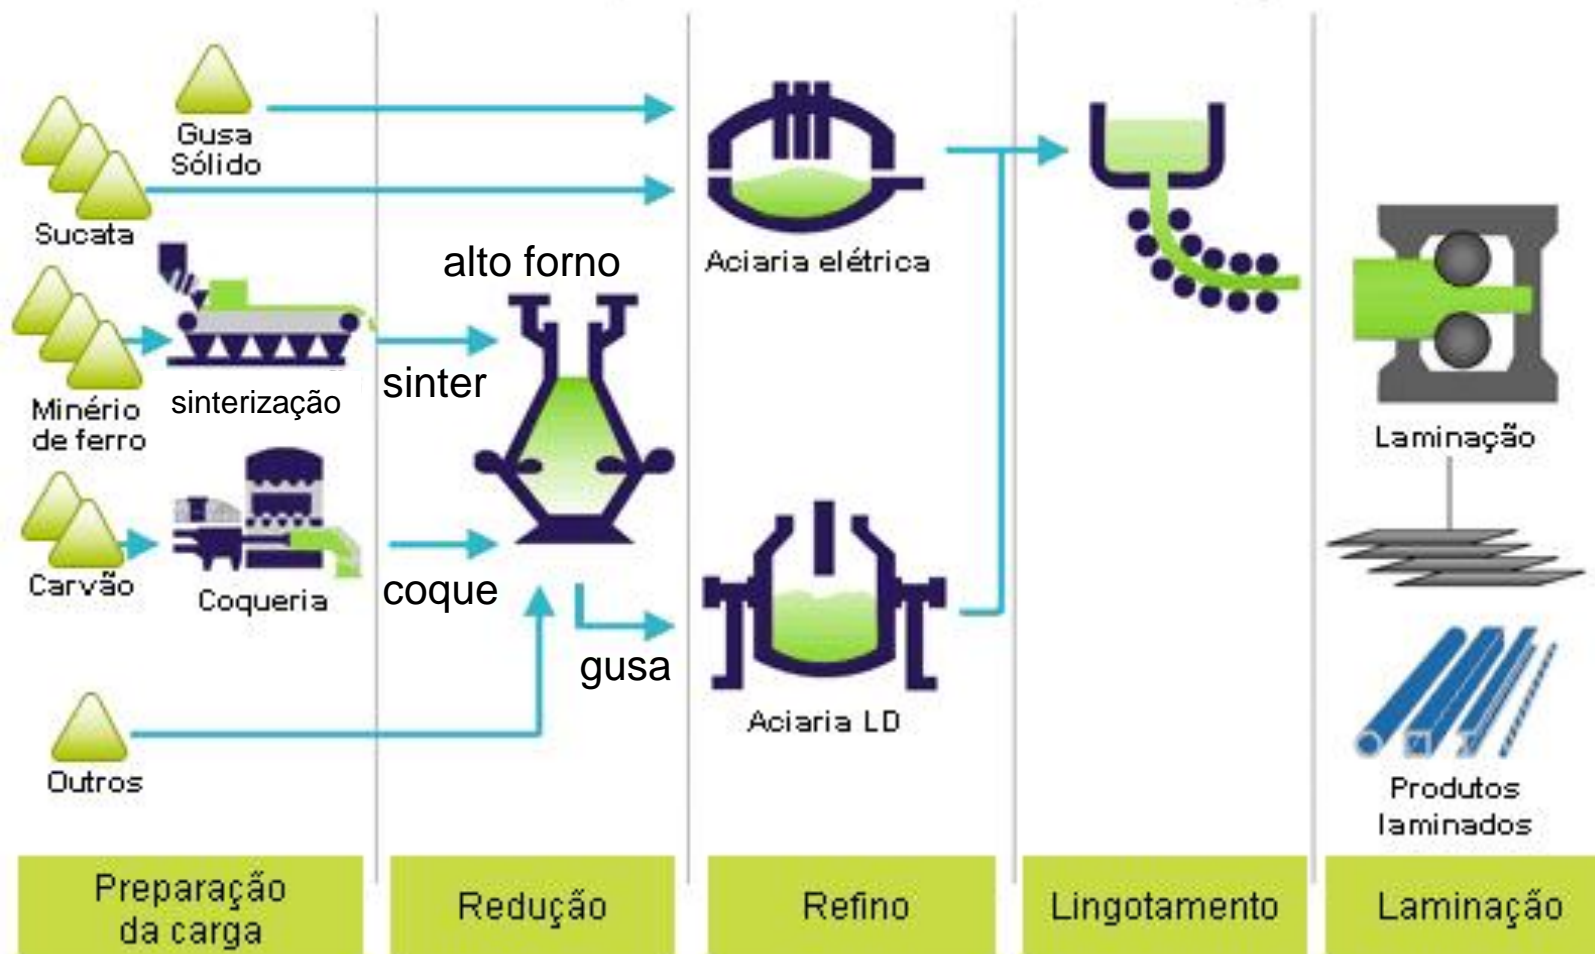 Gusa
Sólido
Sucata
alto forno
Aciaria elétrica
sinter
sinterização
Minério
de ferro
Laminação
Carvão
Coqueria
coque
gusa
Aciaria LD
Outros
Produtos
laminados
Preparação
da carga
Redução
Refino
Lingotamento
Laminação